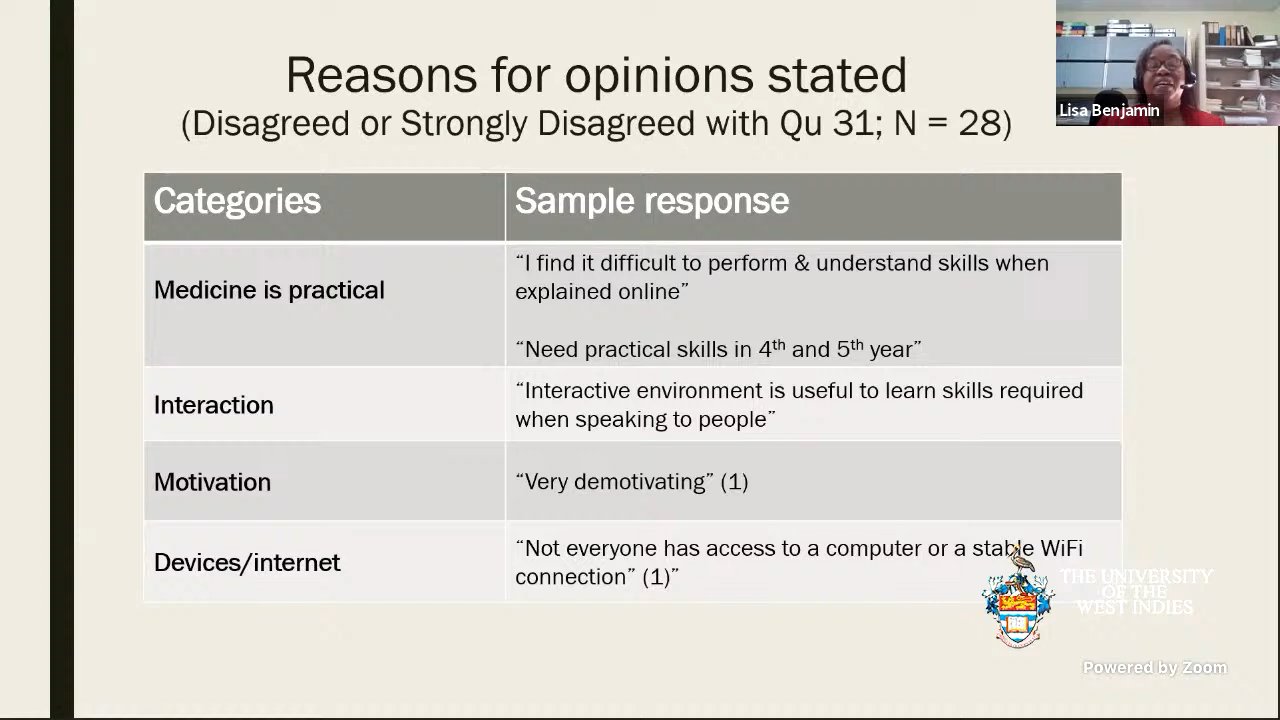 Reasons for opinions stated
(Disagreed or Strongly Disagreed with Qu 31; N = 28)
Lisa Benjamin
Categories
Sample response
Medicine is practical
“I find it difficult to perform & understand skills when
explained online”
“Need practical skills in 4th and 5th year”
Interaction
“Interactive environment is useful to learn skills required
when speaking to people”
Motivation
“Very demotivating” (1)
Devices/internet
“Not everyone has access to a computer or a stable WiFi
connection” (1)”
THE UNIVERSITY
OF THE
WEST INDIES
Powered by Zoom